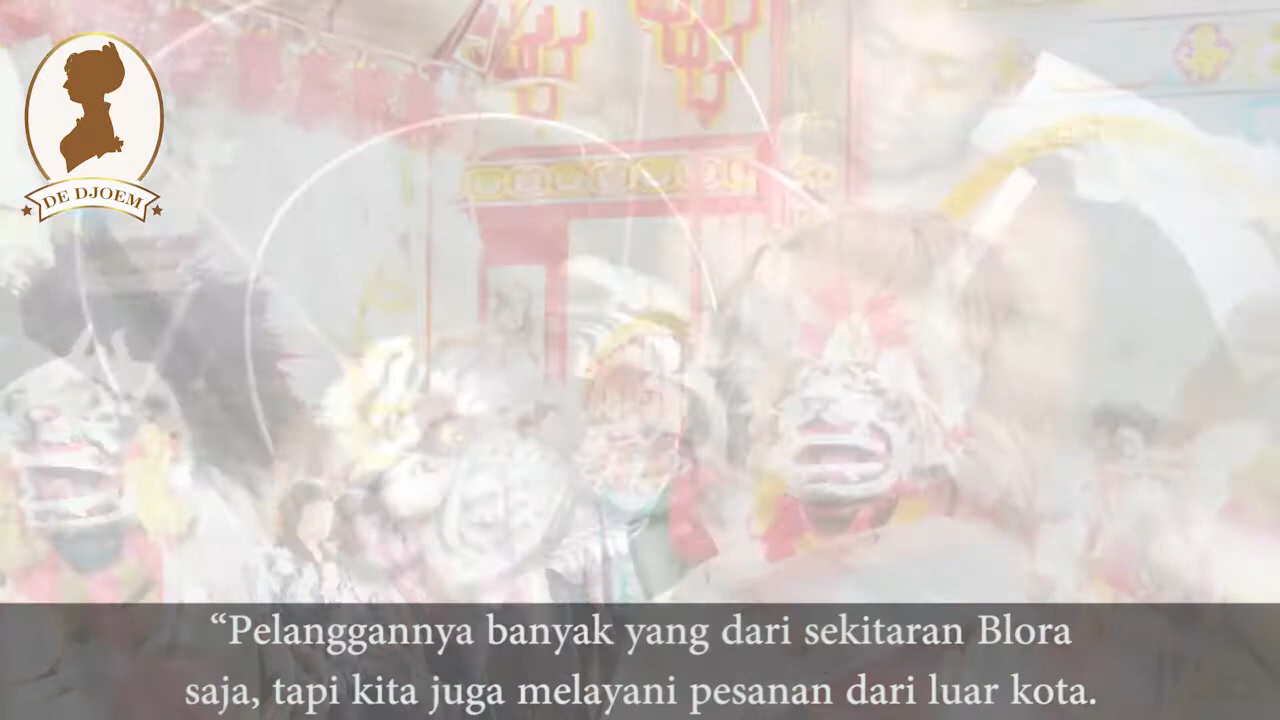 DE DJOEM
“Pelanggannya banyak yang dari sekitaran Blora
saja, tapi kita juga melayani pesanan dari luar kota.